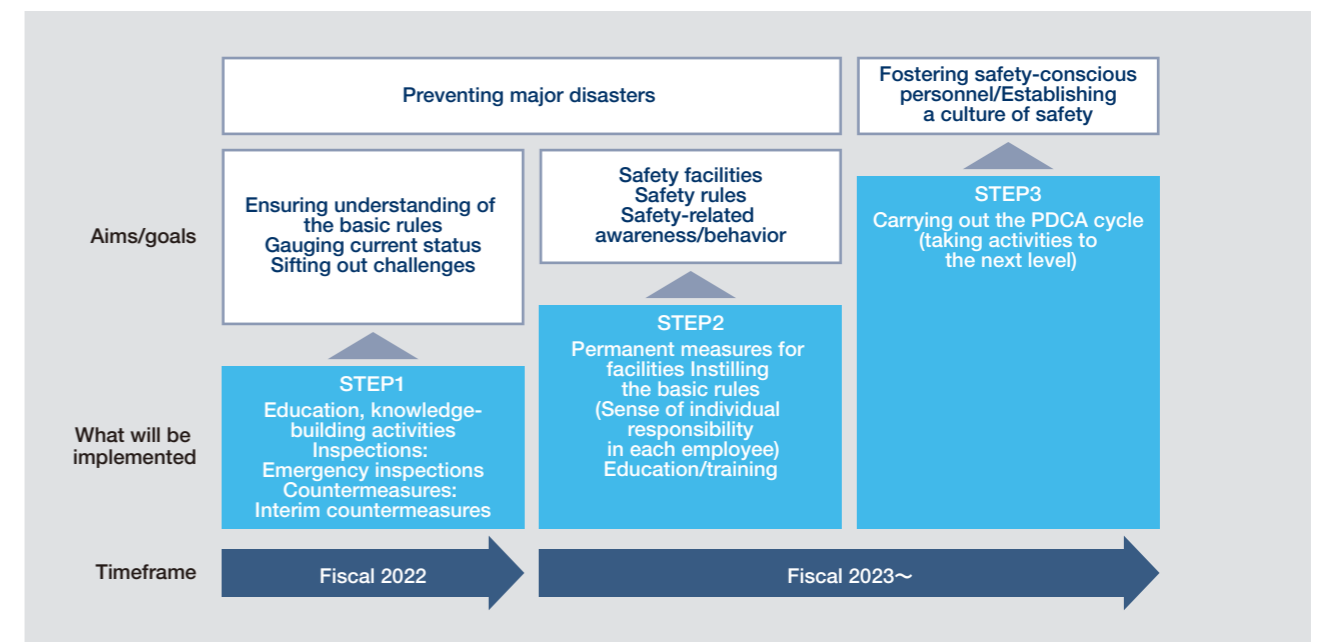 Preventing major disasters
Fostering safety-conscious
personnel/Establishing
a culture of safety
Aims/goals
Ensuring understanding of
the basic rules
Gauging current status
Sifting out challenges
Safety facilities
Safety rules
Safety-related
awareness/behavior
STEP3
Carrying out the PDCA cycle
(taking activities to
the next level)
What will be
implemented
STEP1
Education, knowledge-
building activities
Inspections:
Emergency inspections
Countermeasures:
Interim countermeasures
STEP2
Permanent measures for
facilities Instilling
the basic rules
(Sense of individual
responsibility
in each employee)
Education/training
Timeframe
Fiscal 2022
Fiscal 2023～